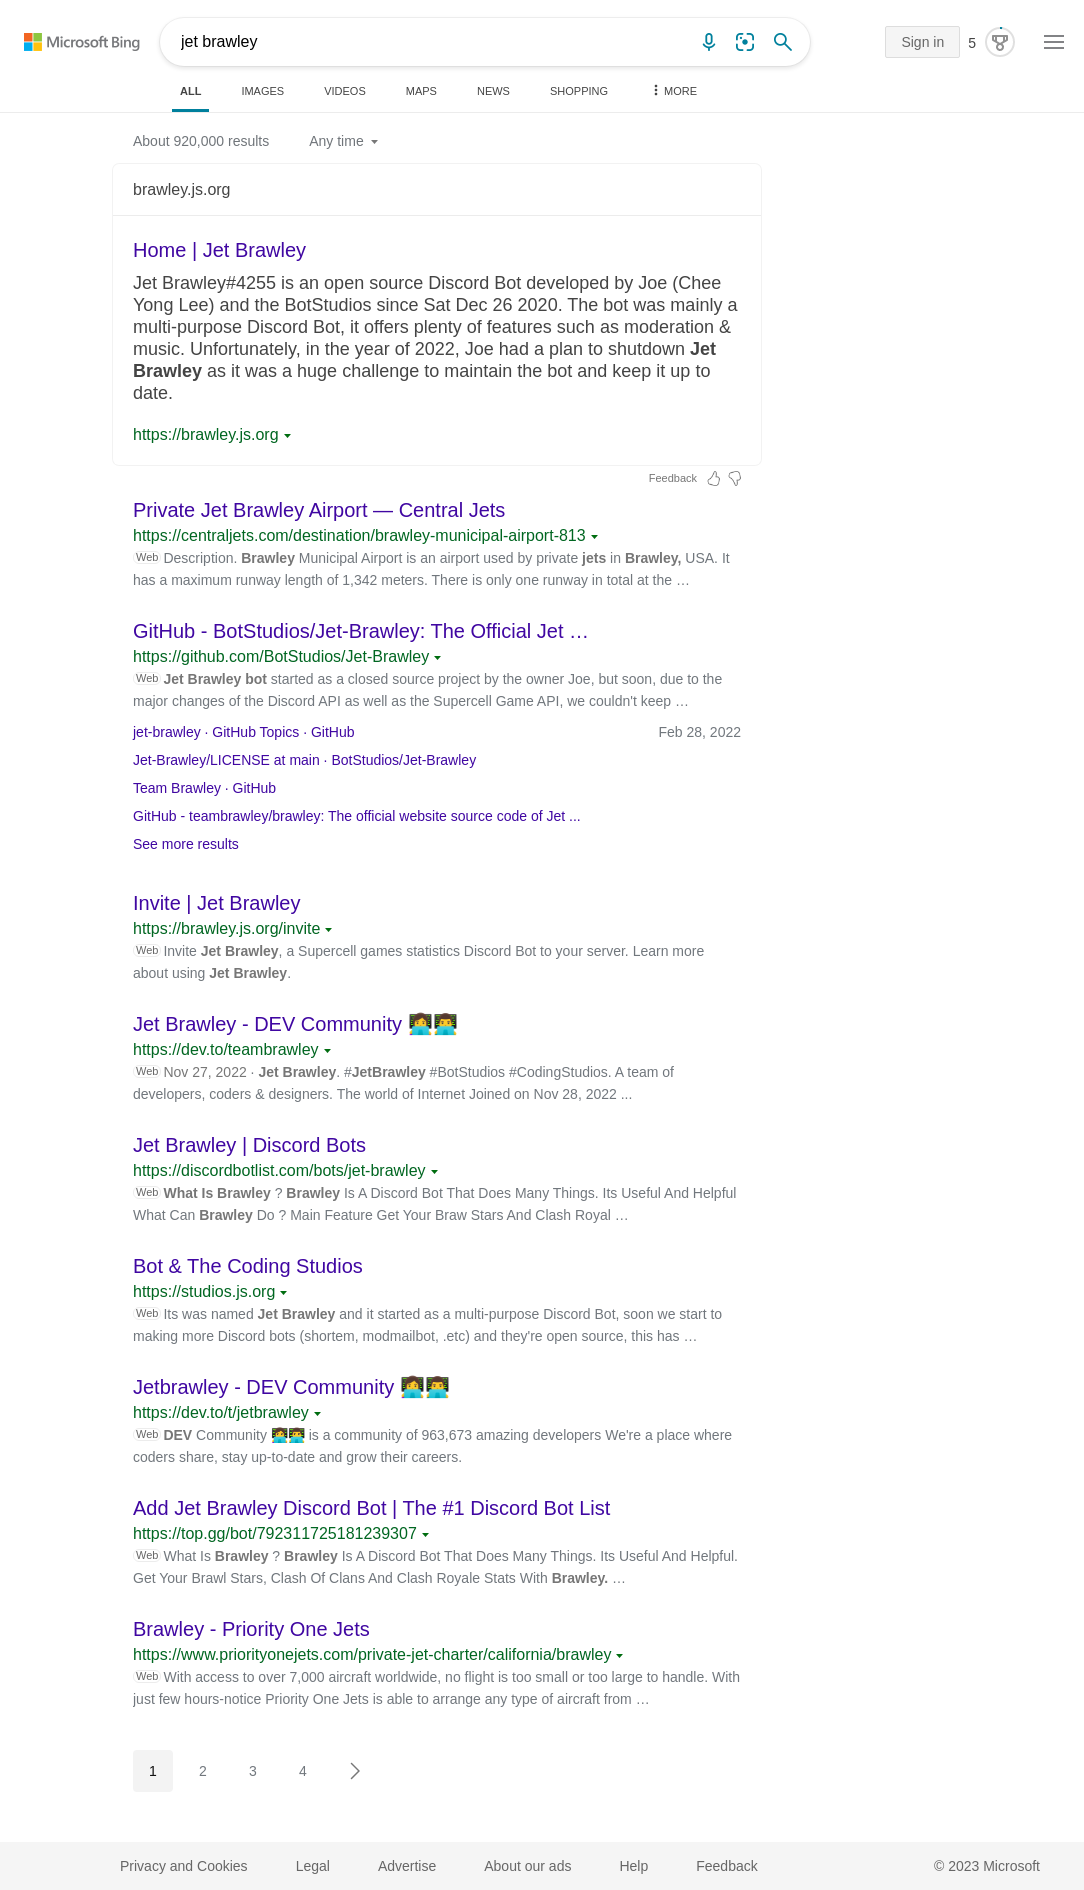 Microsoft Bing
jet brawley
Sign in
5
ALL
IMAGES
VIDEOS
MAPS
NEWS
SHOPPING
MORE
About 920,000 results
Any time
brawley.js.org
Home | Jet Brawley
Jet Brawley#4255 is an open source Discord Bot developed by Joe (Chee
Yong Lee) and the BotStudios since Sat Dec 26 2020. The bot was mainly a
multi-purpose Discord Bot, it offers plenty of features such as moderation &
music. Unfortunately, in the year of 2022, Joe had a plan to shutdown Jet
Brawley as it was a huge challenge to maintain the bot and keep it up to
date.
https://brawley.js.org
Feedback
Private Jet Brawley Airport — Central Jets
https://centraljets.com/destination/brawley-municipal-airport-813
Web Description. Brawley Municipal Airport is an airport used by private jets in Brawley, USA. It
has a maximum runway length of 1,342 meters. There is only one runway in total at the …
GitHub - BotStudios/Jet-Brawley: The Official Jet …
https://github.com/BotStudios/Jet-Brawley
Web Jet Brawley bot started as a closed source project by the owner Joe, but soon, due to the
major changes of the Discord API as well as the Supercell Game API, we couldn't keep …
jet-brawley · GitHub Topics · GitHub
Feb 28, 2022
Jet-Brawley/LICENSE at main · BotStudios/Jet-Brawley
Team Brawley · GitHub
GitHub - teambrawley/brawley: The official website source code of Jet ...
See more results
Invite | Jet Brawley
https://brawley.js.org/invite
Web Invite Jet Brawley, a Supercell games statistics Discord Bot to your server. Learn more
about using Jet Brawley.
Jet Brawley - DEV Community 👩‍💻👨‍💻
https://dev.to/teambrawley
Web Nov 27, 2022 · Jet Brawley. #JetBrawley #BotStudios #CodingStudios. A team of
developers, coders & designers. The world of Internet Joined on Nov 28, 2022 ...
Jet Brawley | Discord Bots
https://discordbotlist.com/bots/jet-brawley
Web What Is Brawley ? Brawley Is A Discord Bot That Does Many Things. Its Useful And Helpful
What Can Brawley Do ? Main Feature Get Your Braw Stars And Clash Royal …
Bot & The Coding Studios
https://studios.js.org
Web Its was named Jet Brawley and it started as a multi-purpose Discord Bot, soon we start to
making more Discord bots (shortem, modmailbot, .etc) and they're open source, this has …
Jetbrawley - DEV Community 👩‍💻👨‍💻
https://dev.to/t/jetbrawley
Web DEV Community 👩‍💻👨‍💻 is a community of 963,673 amazing developers We're a place where
coders share, stay up-to-date and grow their careers.
Add Jet Brawley Discord Bot | The #1 Discord Bot List
https://top.gg/bot/792311725181239307
Web What Is Brawley ? Brawley Is A Discord Bot That Does Many Things. Its Useful And Helpful.
Get Your Brawl Stars, Clash Of Clans And Clash Royale Stats With Brawley. …
Brawley - Priority One Jets
https://www.priorityonejets.com/private-jet-charter/california/brawley
Web With access to over 7,000 aircraft worldwide, no flight is too small or too large to handle. With
just few hours-notice Priority One Jets is able to arrange any type of aircraft from …
1 2 3 4
Privacy and Cookies
Legal
Advertise
About our ads
Help
Feedback
© 2023 Microsoft